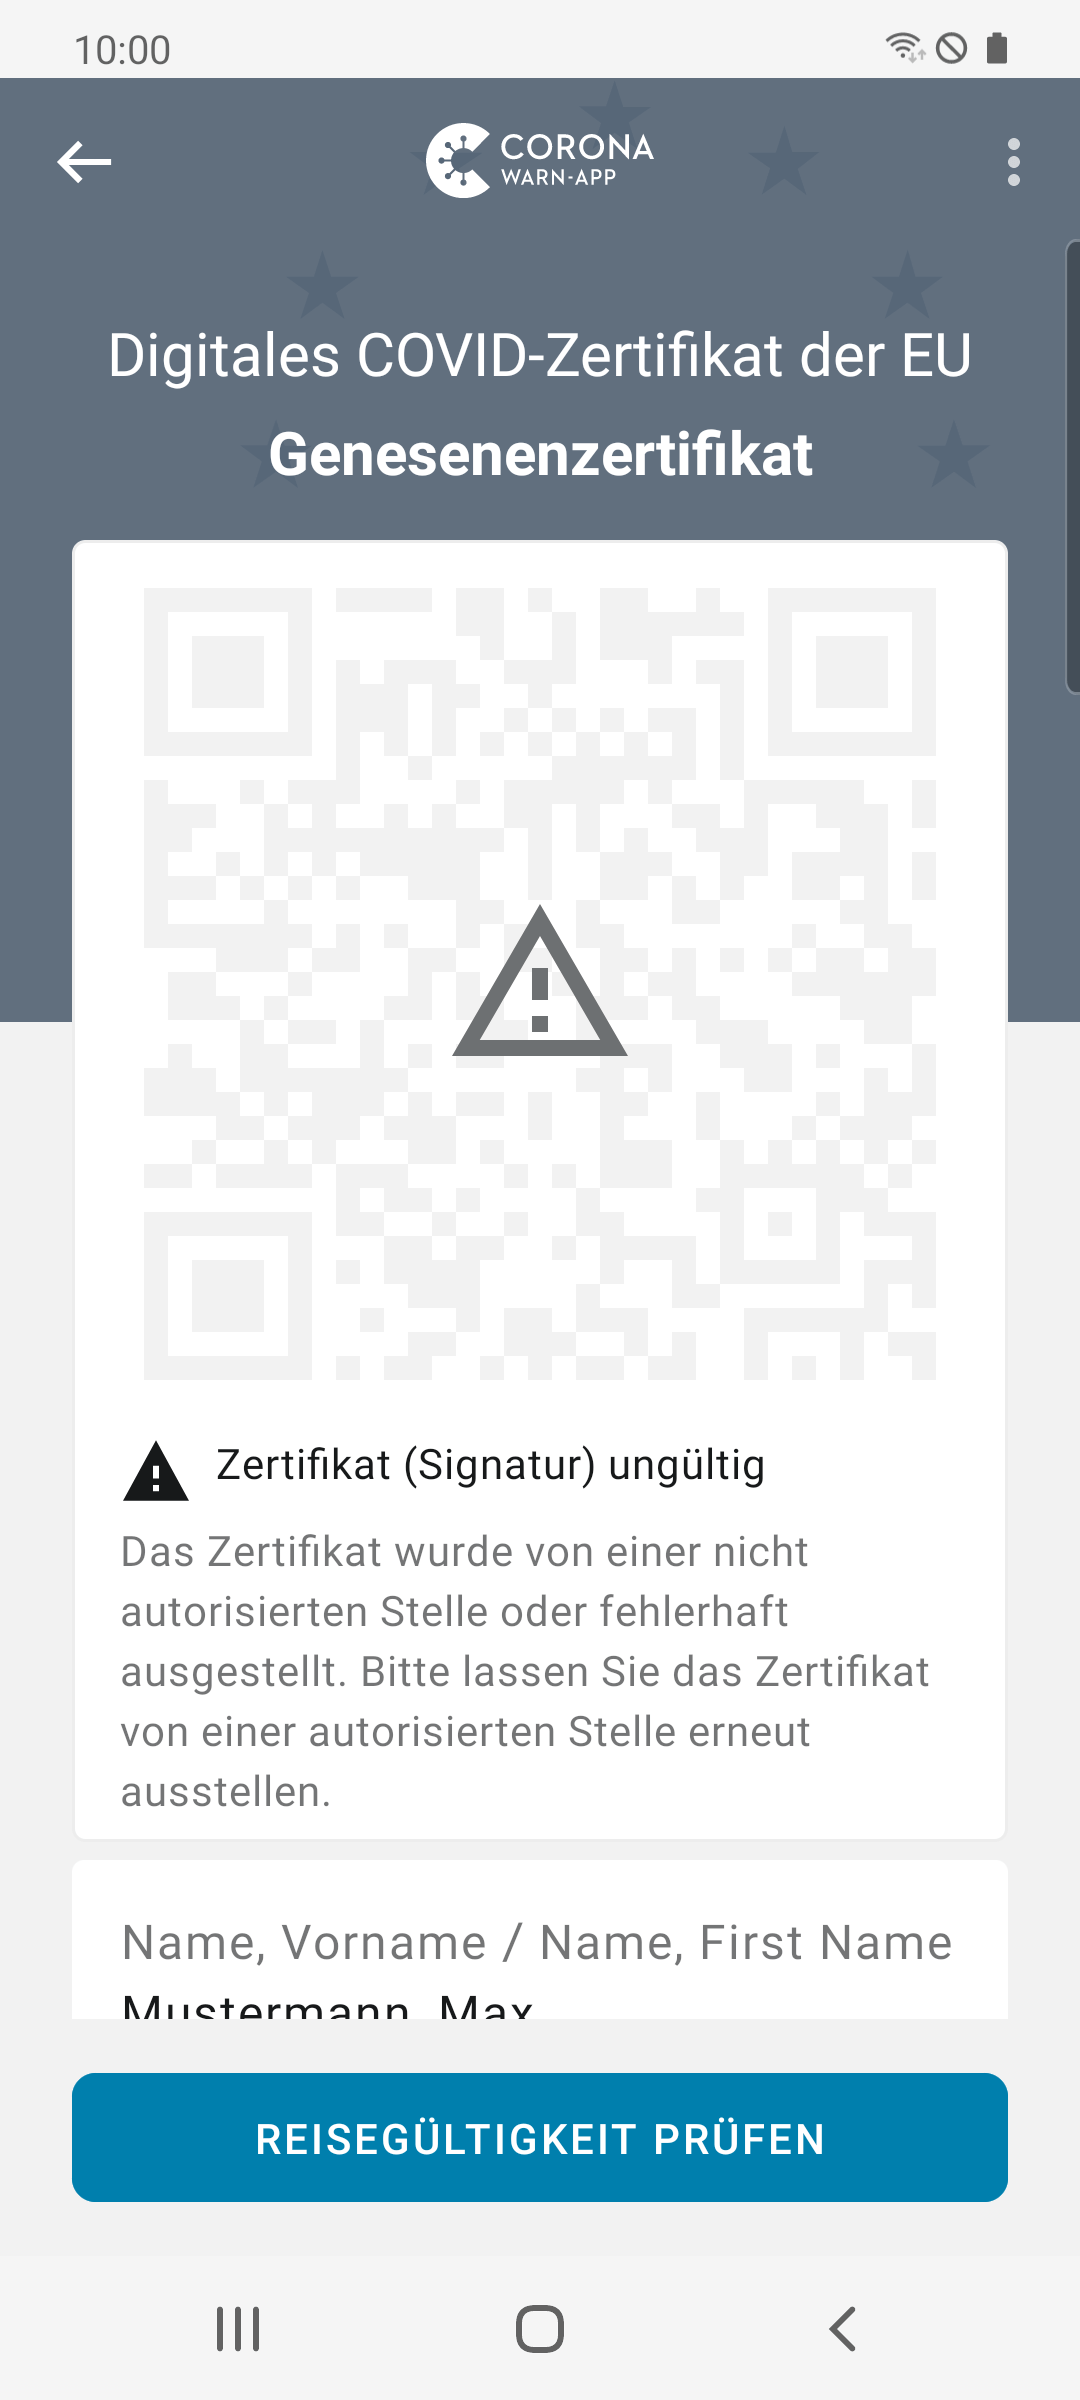 10:00
CORONA
WARN-APP
Digitales COVID-Zertifikat der EU
Genesenenzertifikat
Zertifikat (Signatur) ungültig
Das Zertifikat wurde von einer nicht
autorisierten Stelle oder fehlerhaft
ausgestellt. Bitte lassen Sie das Zertifikat
von einer autorisierten Stelle erneut
ausstellen.
Name, Vorname / Name, First Name
Mustermann, Max
REISEGÜLTIGKEIT PRÜFEN